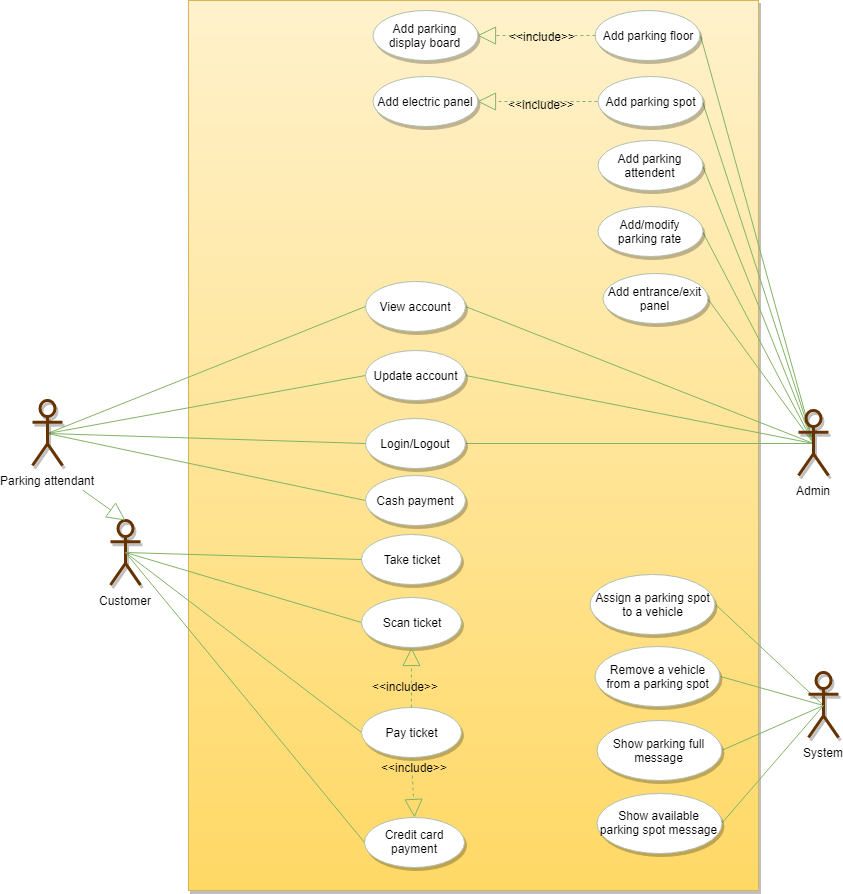 Add parking
display board
<<include>>
Add parking floor
Add electric panel
<<include>>
Add parking spot
Add parking
attendent
Add/modify
parking rate
Add entrance/exit
panel
View account
Update account
Login/Logout
Parking attendant
Admin
Cash payment
Take ticket
Customer
Assign a parking spot
to a vehicle
Scan ticket
Remove a vehicle
from a parking spot
<<include>>
Pay ticket
Show parking full
message
System
<<include>>
Show available
parking spot message
Credit card
payment